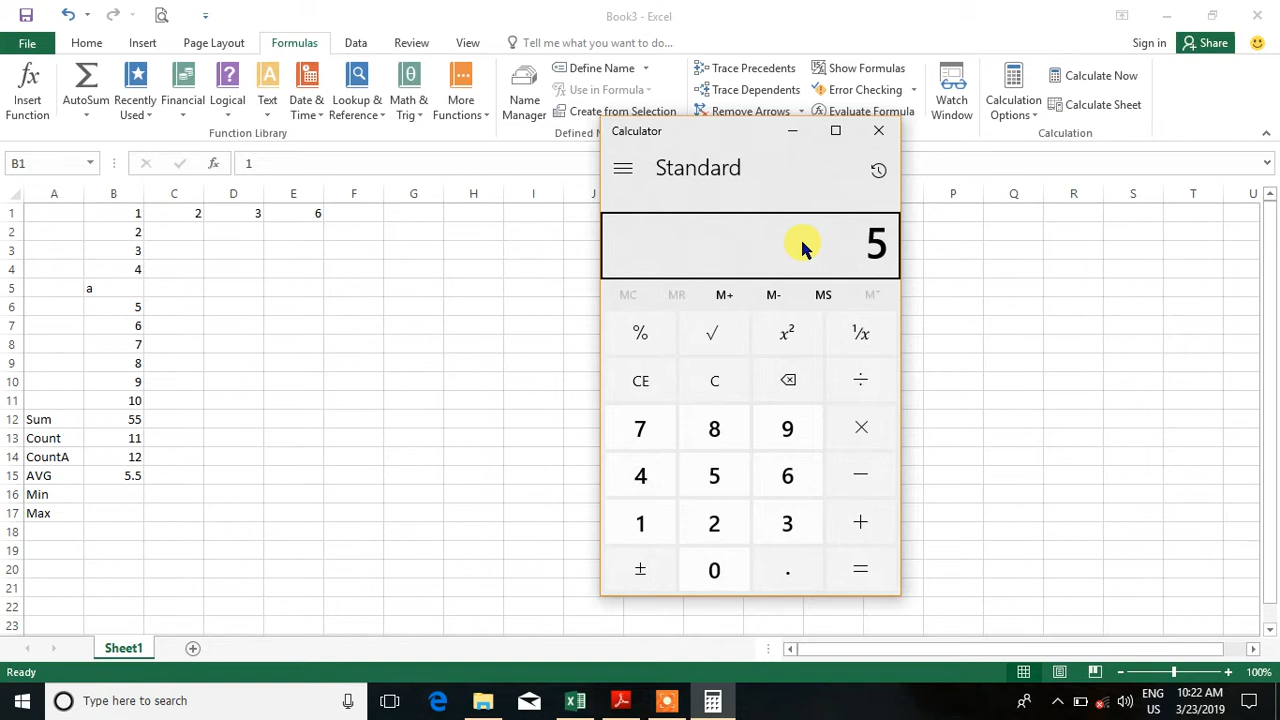 Book3 - Excel
File Home Insert Page Layout Formulas Data Review View Tell me what you want to do... Sign in Share
Insert Function
AutoSum
Recently Used
Financial
Logical
Text
Date & Time
Lookup & Reference
Math & Trig
More Functions
Function Library
Name Manager
Define Name
Use in Formula
Create from Selection
Trace Precedents
Trace Dependents
Remove Arrows
Show Formulas
Error Checking
Evaluate Formula
Watch Window
Calculation Options
Calculate Now
Calculate Sheet
Calculation
B1 fx 1
A B C D E F G H I J P Q R S T U
1 1 2 3 6
2 2
3 3
4 4
5 a
6 5
7 6
8 7
9 8
10 9
11 10
12 Sum 55
13 Count 11
14 CountA 12
15 AVG 5.5
16 Min
17 Max
18
19
20
21
22
23
Calculator
Standard
5
MC MR M+ M- MS M˅
% √ x² ¹/x
CE C ⌫ ÷
7 8 9 ×
4 5 6 −
1 2 3 +
± 0 . =
Sheet1
Ready
100%
Type here to search
ENG
US
10:22 AM
3/23/2019